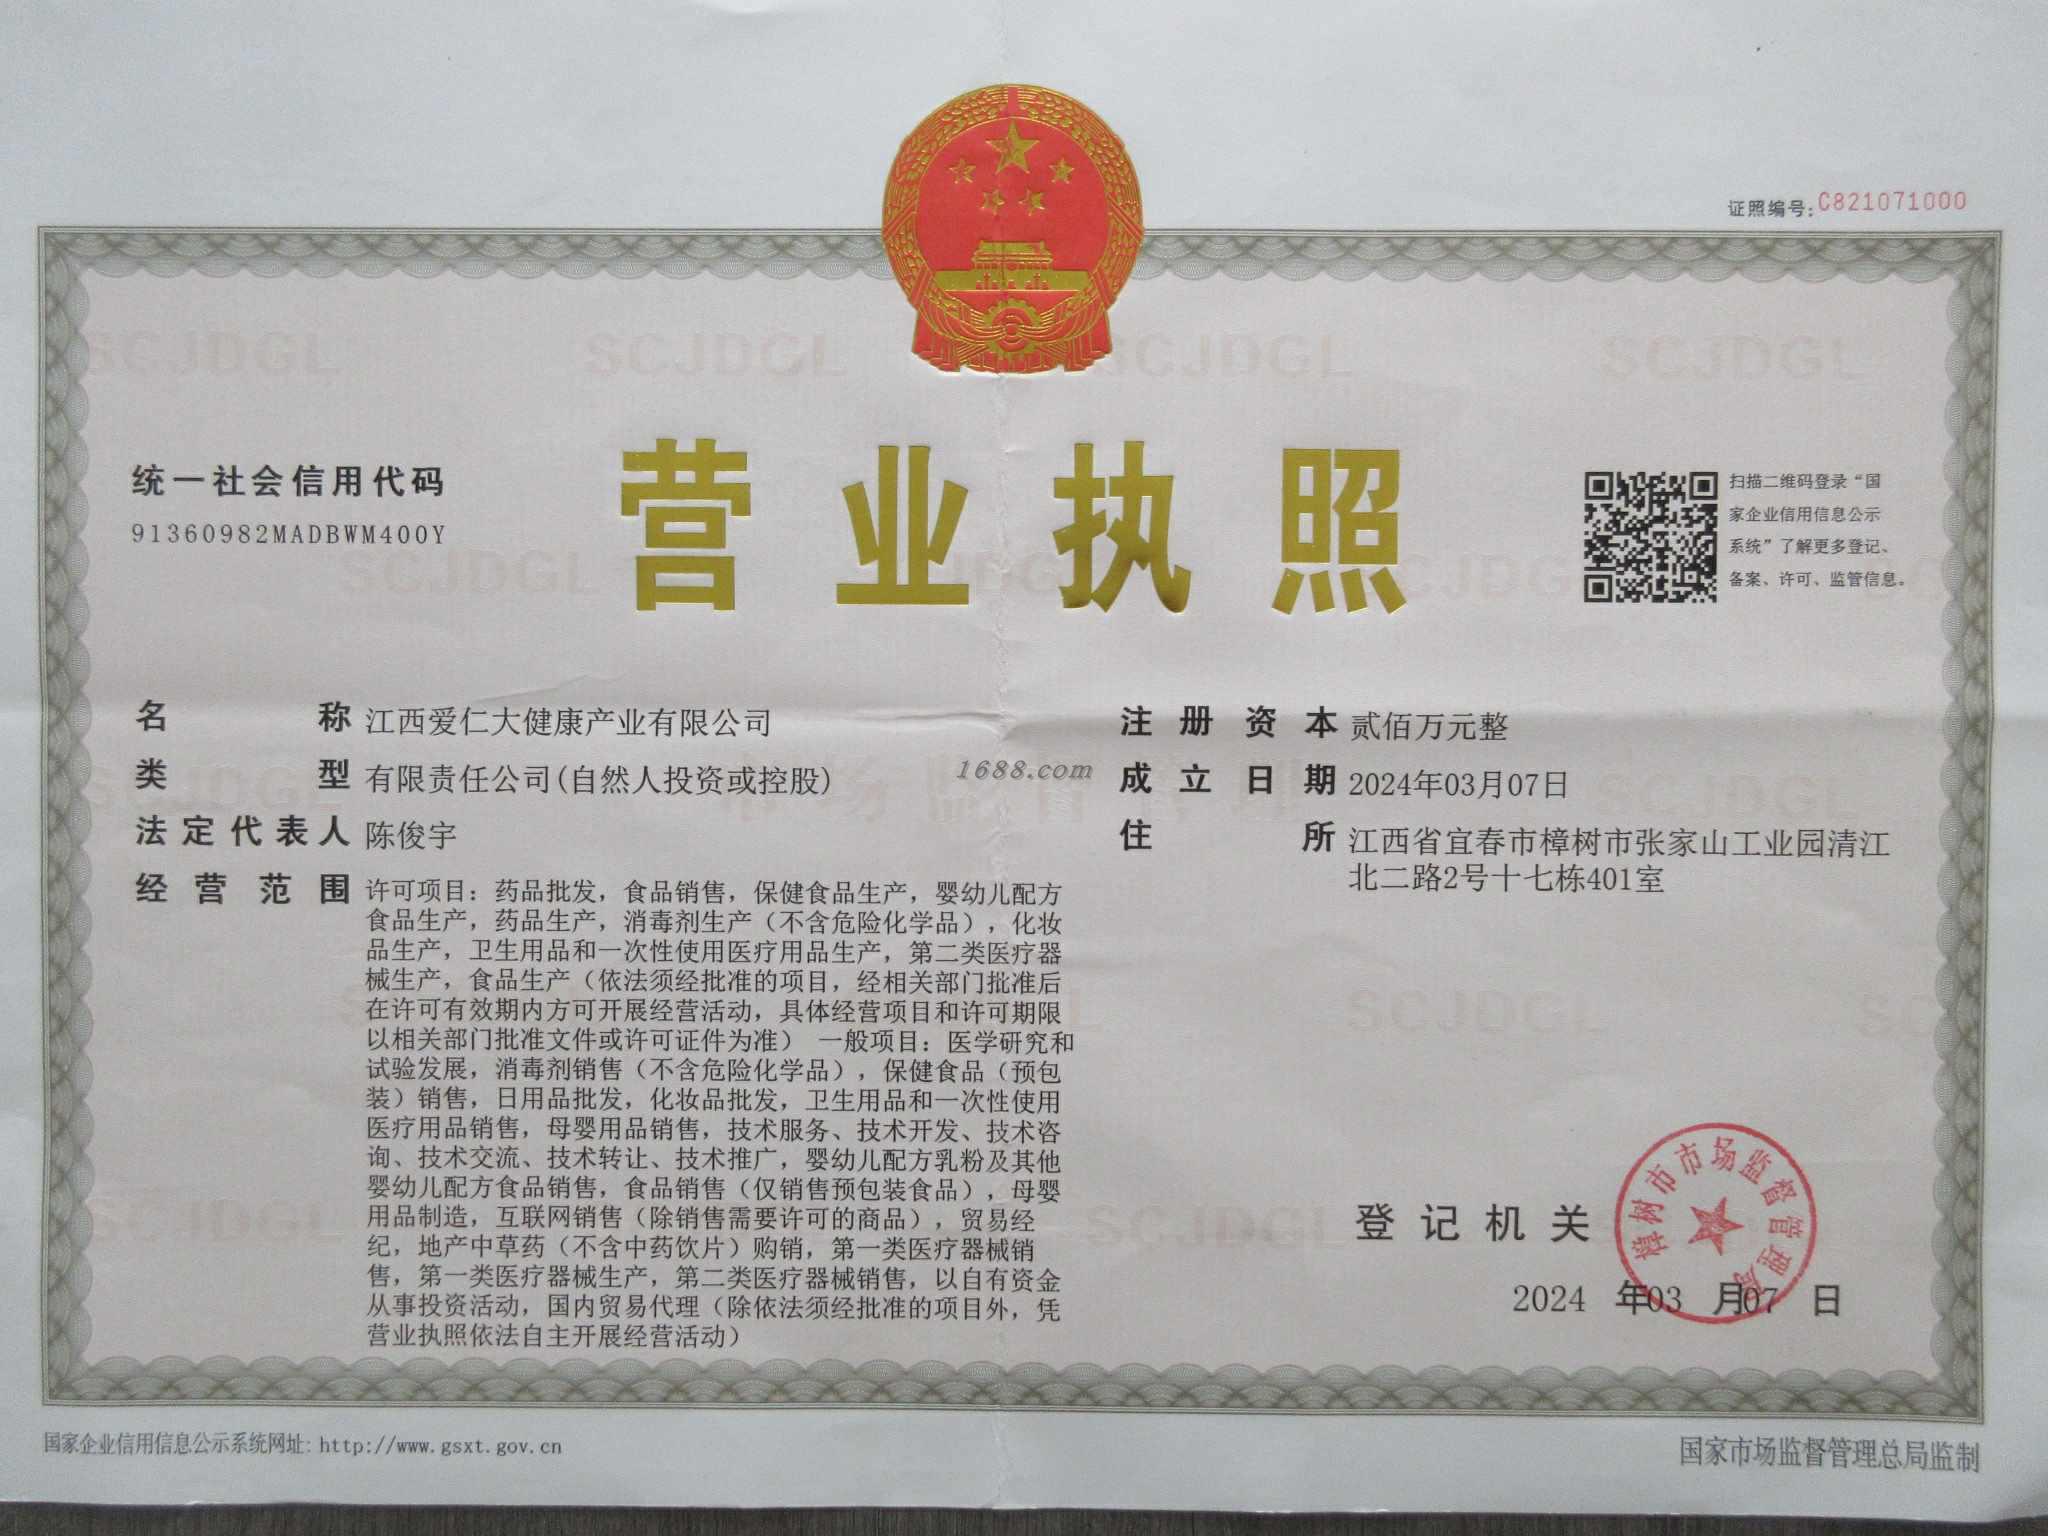 证照编号：C821071000
统一社会信用代码
91360982MADBWM400Y
营业执照
扫描二维码登录“国
家企业信用信息公示
系统”了解更多登记、
备案、许可、监管信息。
名称 江西爱仁大健康产业有限公司
类型 有限责任公司(自然人投资或控股)
法定代表人 陈俊宇
经营范围 许可项目：药品批发，食品销售，保健食品生产，婴幼儿配方
食品生产，药品生产，消毒剂生产（不含危险化学品），化妆
品生产，卫生用品和一次性使用医疗用品生产，第二类医疗器
械生产，食品生产（依法须经批准的项目，经相关部门批准后
在许可有效期内方可开展经营活动，具体经营项目和许可期限
以相关部门批准文件或许可证件为准） 一般项目：医学研究和
试验发展，消毒剂销售（不含危险化学品），保健食品（预包
装）销售，日用品批发，化妆品批发，卫生用品和一次性使用
医疗用品销售，母婴用品销售，技术服务、技术开发、技术咨
询、技术交流、技术转让、技术推广，婴幼儿配方乳粉及其他
婴幼儿配方食品销售，食品销售（仅销售预包装食品），母婴
用品制造，互联网销售（除销售需要许可的商品），贸易经
纪，地产中草药（不含中药饮片）购销，第一类医疗器械销
售，第一类医疗器械生产，第二类医疗器械销售，以自有资金
从事投资活动，国内贸易代理（除依法须经批准的项目外，凭
营业执照依法自主开展经营活动）
1688.com
注册资本 贰佰万元整
成立日期 2024年03月07日
住所 江西省宜春市樟树市张家山工业园清江
北二路2号十七栋401室
登记机关
樟树市市场监督管理局
2024 年03 月07 日
国家企业信用信息公示系统网址：http://www.gsxt.gov.cn
国家市场监督管理总局监制